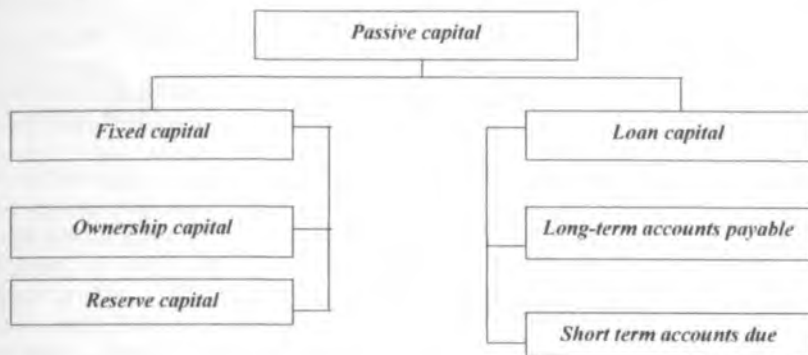 Passive capital
Fixed capital
Loan capital
Ownership capital
Long-term accounts payable
Reserve capital
Short term accounts due